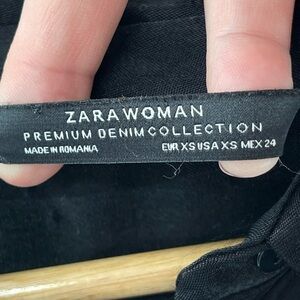 ZARA WOMAN
PREMIUM DENIM COLLECTION
MADE IN ROMANIA EUR XS USA XS MEX 24